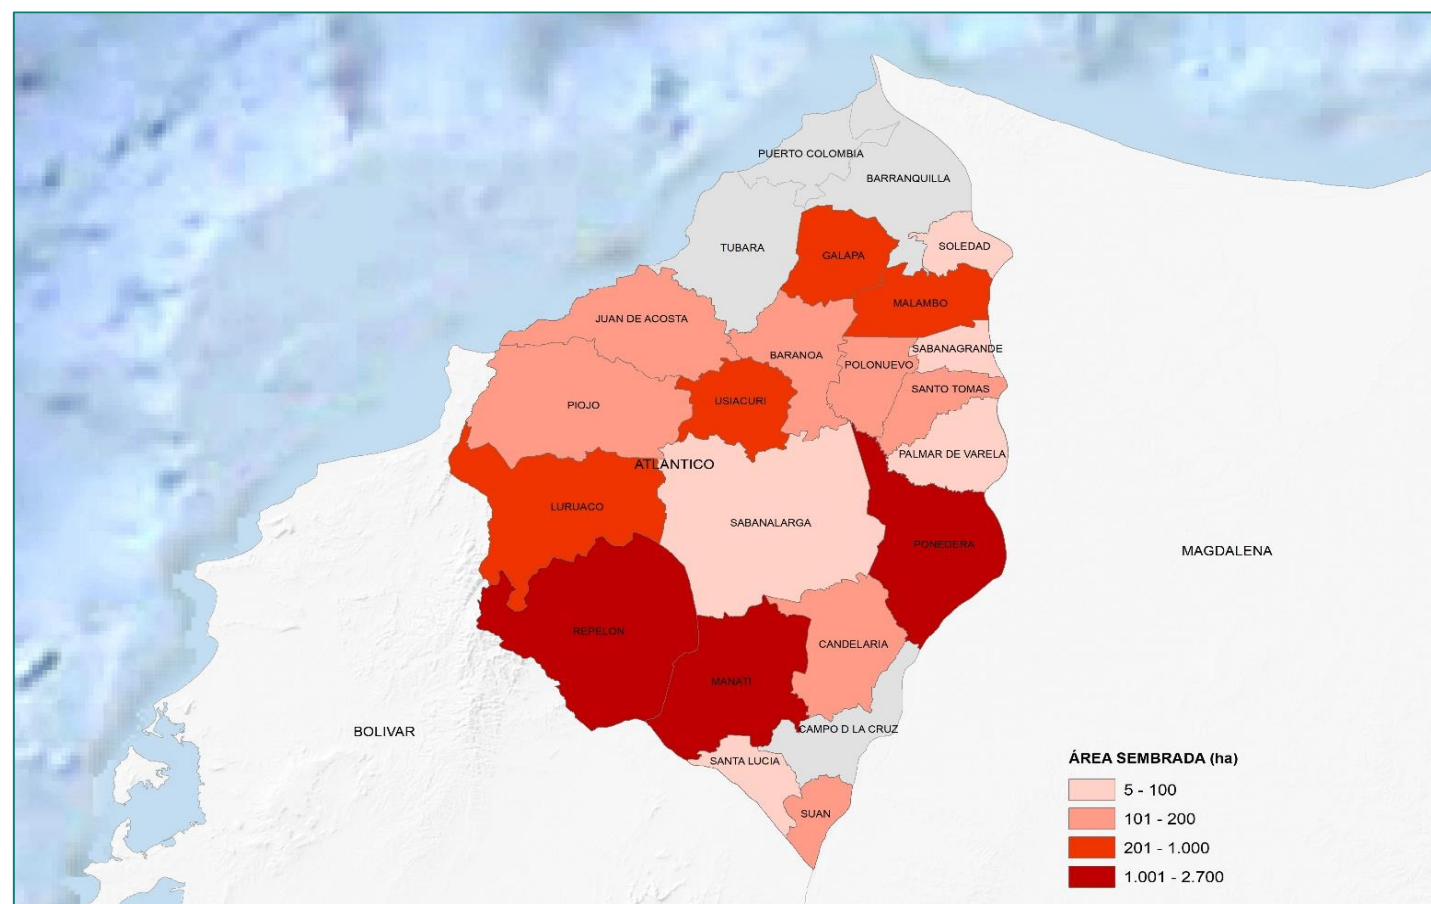 PUERTO COLOMBIA
BARRANQUILLA
TUBARA
SOLEDAD
GALAPA
MALAMBO
JUAN DE ACOSTA
SABANAGRANDE
BARANOA
POLONUEVO
SANTO TOMAS
USIACURI
PIOJO
PALMAR DE VARELA
ATLANTICO
LURUACO
SABANALARGA
PONEDERA
MAGDALENA
REPELON
CANDELARIA
MANATI
BOLIVAR
CAMPO D LA CRUZ
SANTA LUCIA
SUAN
ÁREA SEMBRADA (ha)
5 - 100
101 - 200
201 - 1.000
1.001 - 2.700